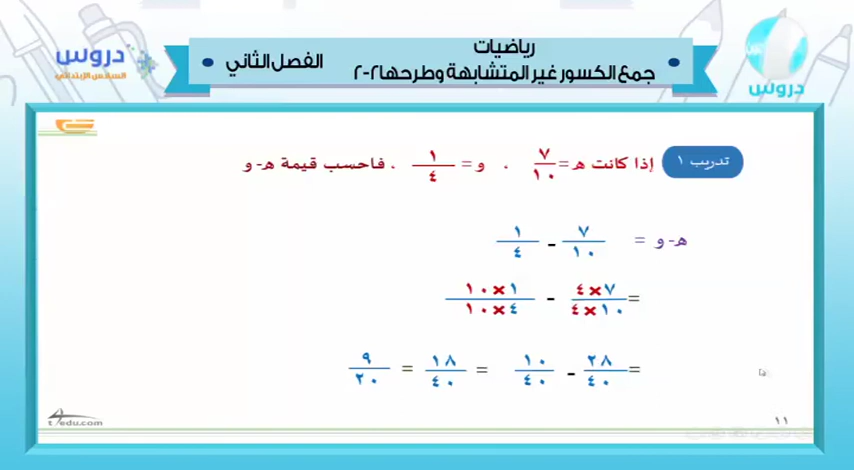 رياضيات
جمع الكسور غير المتشابهة وطرحها ٢-٢
الفصل الثاني
دروس
السادس الإبتدائي
دروس
تدريب ١
إذا كانت هـ = ٧/١٠ ، و = ١/٤ ، فاحسب قيمة هـ - و
هـ - و = ٧/١٠ - ١/٤
= ٧×٤/١٠×٤ - ١×١٠/٤×١٠
= ٢٨/٤٠ - ١٠/٤٠ = ١٨/٤٠ = ٩/٢٠
t4edu.com
١١